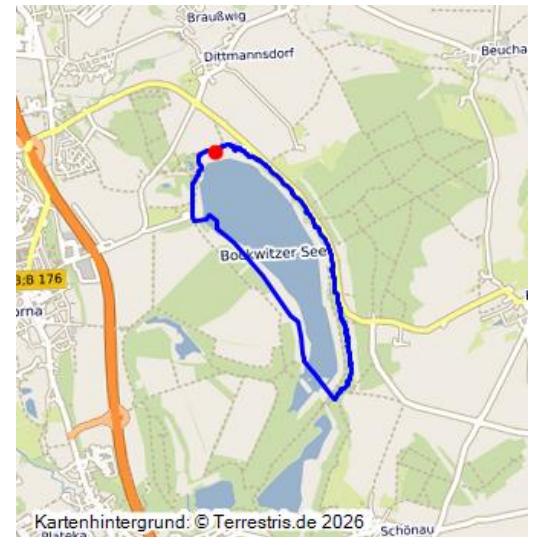 Braußwig
Dittmannsdorf
Beucha
Bockwitzer See
B;B 176
orna
Kartenhintergrund: © Terrestris.de 2026
Schönau
Plateka